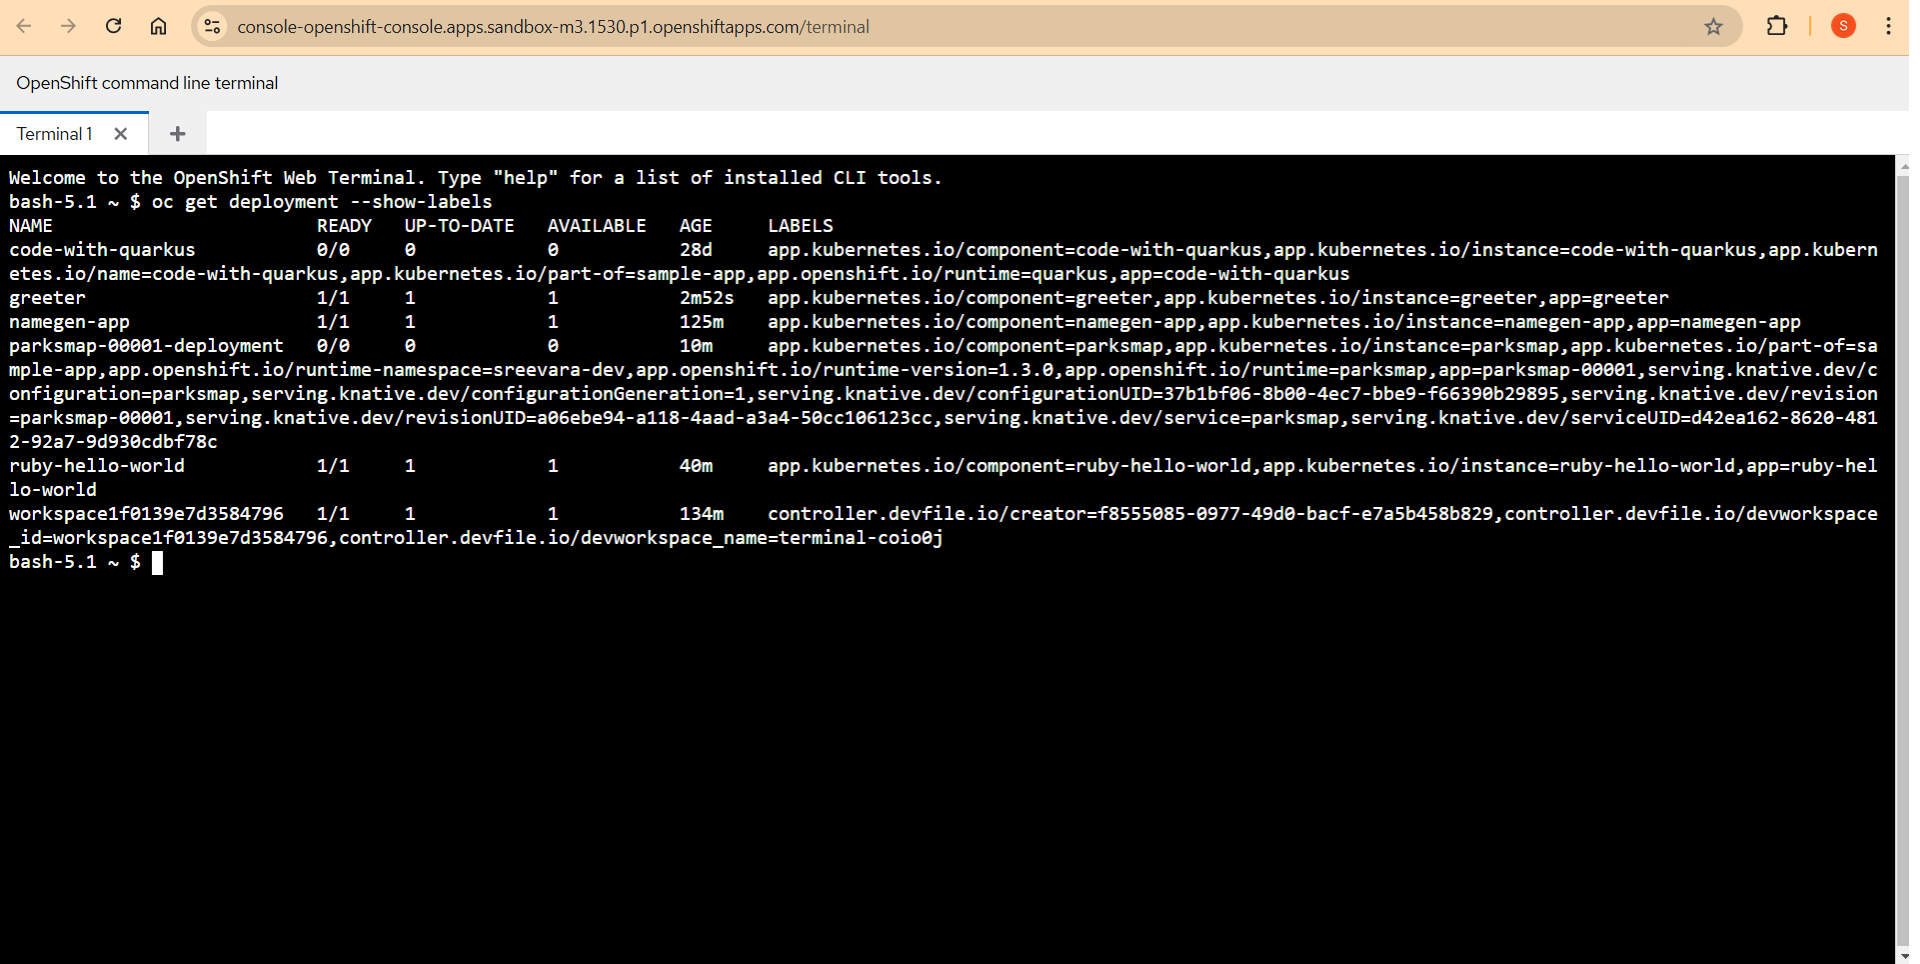 console-openshift-console.apps.sandbox-m3.1530.p1.openshiftapps.com/terminal
S
OpenShift command line terminal
Terminal 1
Welcome to the OpenShift Web Terminal. Type "help" for a list of installed CLI tools.
bash-5.1 ~ $ oc get deployment --show-labels
NAME READY UP-TO-DATE AVAILABLE AGE LABELS
code-with-quarkus 0/0 0 0 28d app.kubernetes.io/component=code-with-quarkus,app.kubernetes.io/instance=code-with-quarkus,app.kubern
etes.io/name=code-with-quarkus,app.kubernetes.io/part-of=sample-app,app.openshift.io/runtime=quarkus,app=code-with-quarkus
greeter 1/1 1 1 2m52s app.kubernetes.io/component=greeter,app.kubernetes.io/instance=greeter,app=greeter
namegen-app 1/1 1 1 125m app.kubernetes.io/component=namegen-app,app.kubernetes.io/instance=namegen-app,app=namegen-app
parksmap-00001-deployment 0/0 0 0 10m app.kubernetes.io/component=parksmap,app.kubernetes.io/instance=parksmap,app.kubernetes.io/part-of=sa
mple-app,app.openshift.io/runtime-namespace=sreevara-dev,app.openshift.io/runtime-version=1.3.0,app.openshift.io/runtime=parksmap,app=parksmap-00001,serving.knative.dev/c
onfiguration=parksmap,serving.knative.dev/configurationGeneration=1,serving.knative.dev/configurationUID=37b1bf06-8b00-4ec7-bbe9-f66390b29895,serving.knative.dev/revision
=parksmap-00001,serving.knative.dev/revisionUID=a06ebe94-a118-4aad-a3a4-50cc106123cc,serving.knative.dev/service=parksmap,serving.knative.dev/serviceUID=d42ea162-8620-481
2-92a7-9d930cdbf78c
ruby-hello-world 1/1 1 1 40m app.kubernetes.io/component=ruby-hello-world,app.kubernetes.io/instance=ruby-hello-world,app=ruby-hel
lo-world
workspace1f0139e7d3584796 1/1 1 1 134m controller.devfile.io/creator=f8555085-0977-49d0-bacf-e7a5b458b829,controller.devfile.io/devworkspace
_id=workspace1f0139e7d3584796,controller.devfile.io/devworkspace_name=terminal-coio0j
bash-5.1 ~ $